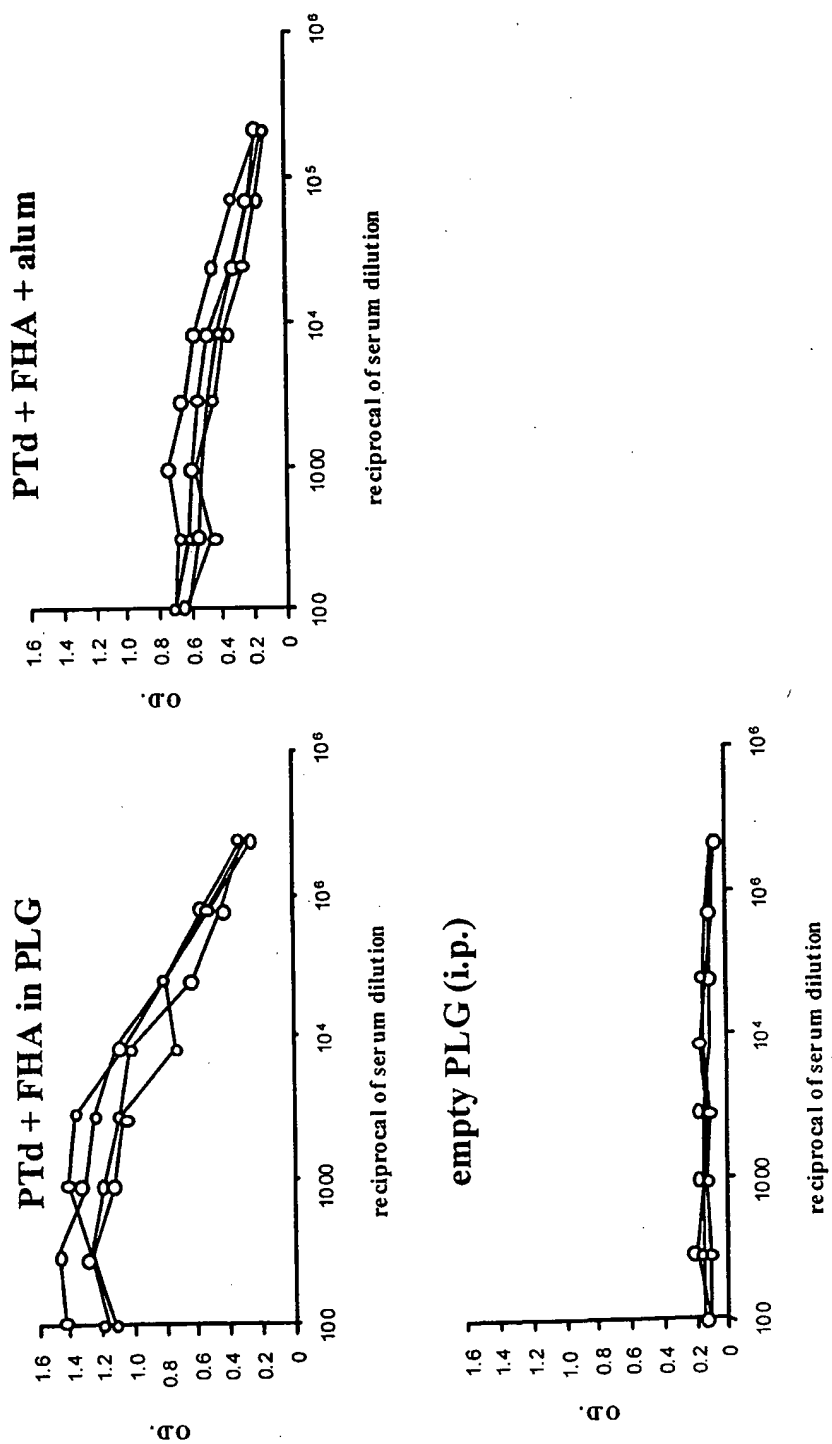 PTd + FHA in PLG
1.6
1.4
1.2
1.0
0.8
0.6
0.4
0.2
0
O.D.
100 1000 10⁴ 10⁶ 10⁶
reciprocal of serum dilution
PTd + FHA + alum
1.6
1.4
1.2
1.0
0.8
0.6
0.4
0.2
0
O.D.
100 1000 10⁴ 10⁵ 10⁶
reciprocal of serum dilution
empty PLG (i.p.)
1.6
1.4
1.2
1.0
0.8
0.6
0.4
0.2
0
O.D.
100 1000 10⁴ 10⁶ 10⁶
reciprocal of serum dilution